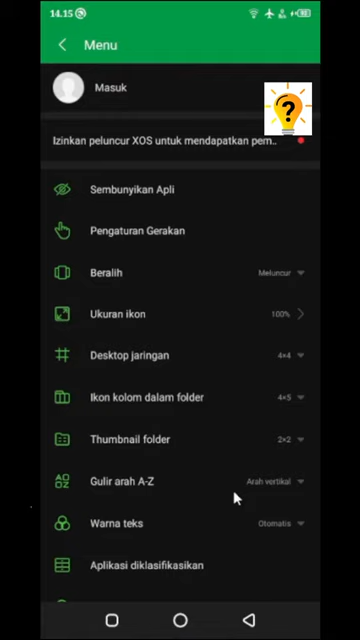 14.15
Menu
Masuk
?
Izinkan peluncur XOS untuk mendapatkan pem..
Sembunyikan Apli
Pengaturan Gerakan
Beralih Meluncur
Ukuran ikon 100%
Desktop jaringan 4×4
Ikon kolom dalam folder 4×5
Thumbnail folder 2×2
Gulir arah A-Z Arah vertikal
Warna teks Otomatis
Aplikasi diklasifikasikan